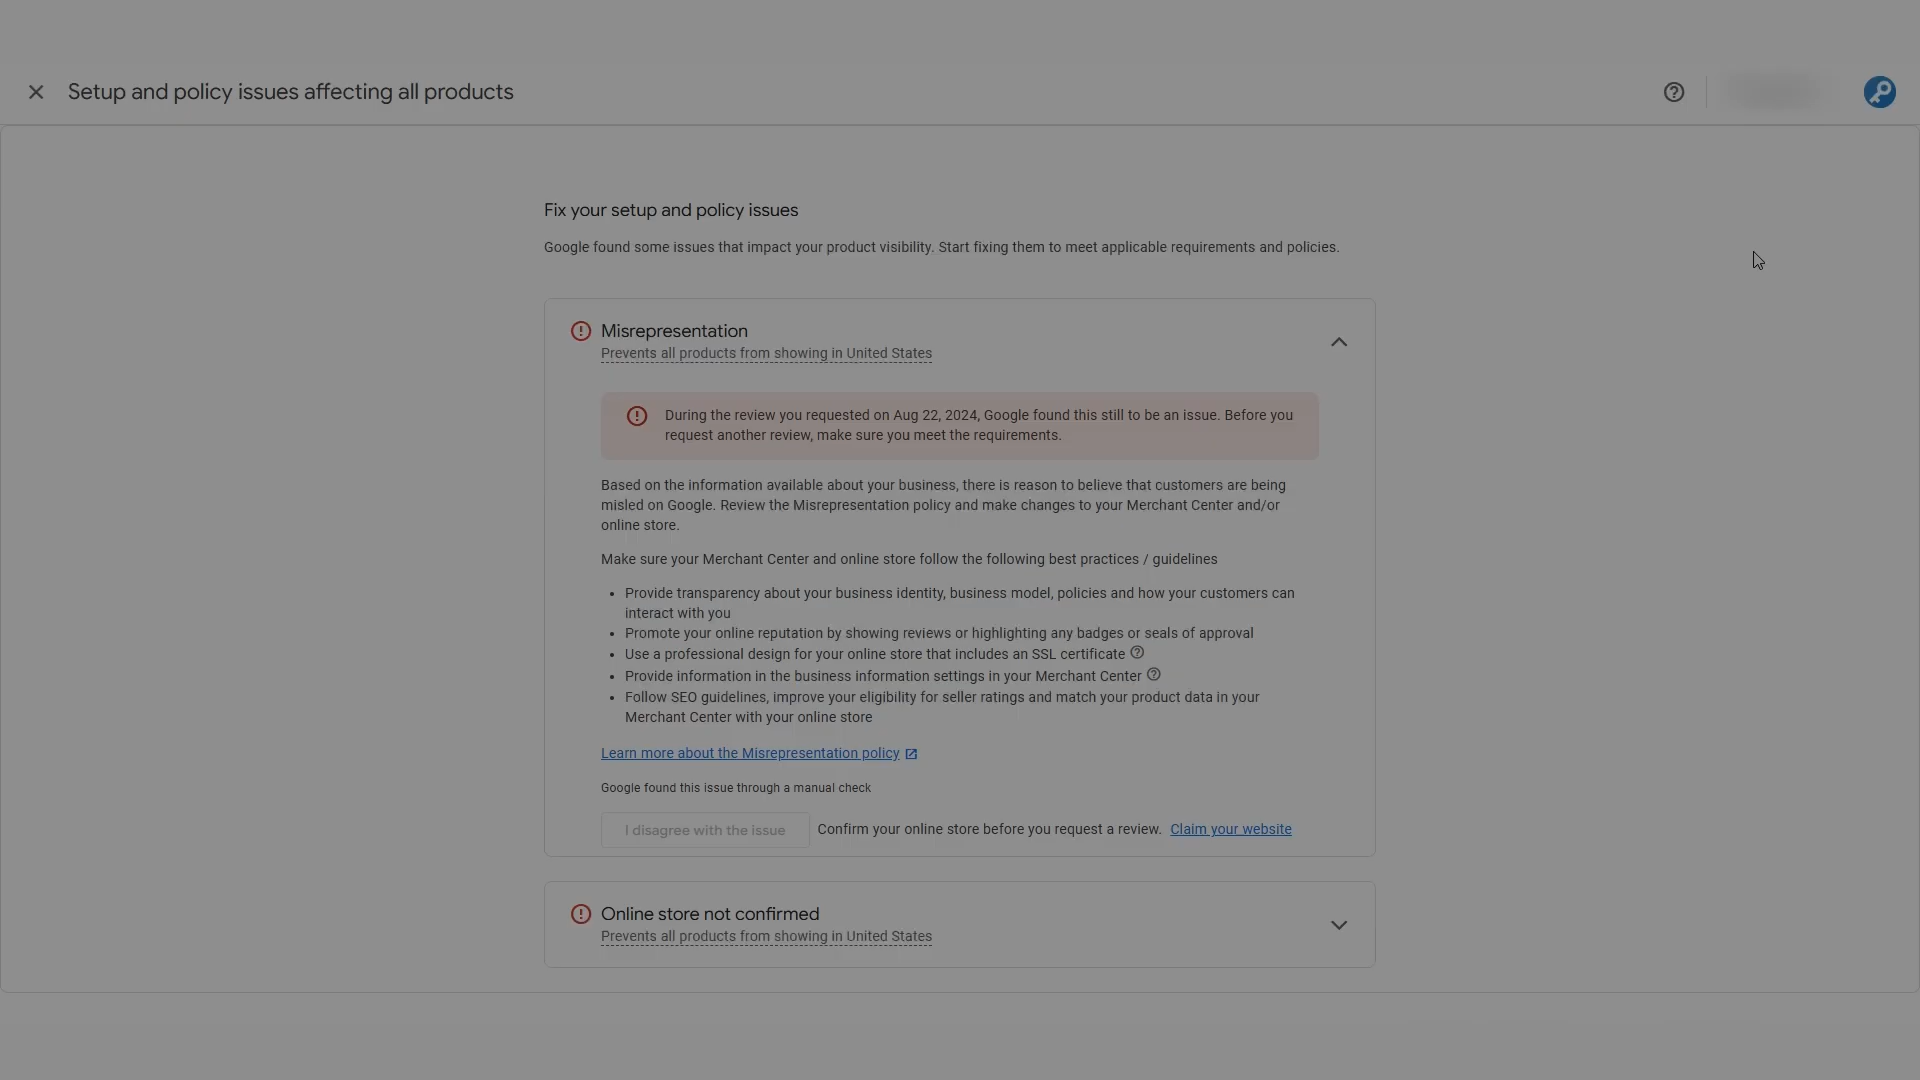 Setup and policy issues affecting all products
Fix your setup and policy issues
Google found some issues that impact your product visibility. Start fixing them to meet applicable requirements and policies.
Misrepresentation
Prevents all products from showing in United States
During the review you requested on Aug 22, 2024, Google found this still to be an issue. Before you
request another review, make sure you meet the requirements.
Based on the information available about your business, there is reason to believe that customers are being
misled on Google. Review the Misrepresentation policy and make changes to your Merchant Center and/or
online store.
Make sure your Merchant Center and online store follow the following best practices / guidelines
• Provide transparency about your business identity, business model, policies and how your customers can
interact with you
• Promote your online reputation by showing reviews or highlighting any badges or seals of approval
• Use a professional design for your online store that includes an SSL certificate
• Provide information in the business information settings in your Merchant Center
• Follow SEO guidelines, improve your eligibility for seller ratings and match your product data in your
Merchant Center with your online store
Learn more about the Misrepresentation policy
Google found this issue through a manual check
I disagree with the issue Confirm your online store before you request a review. Claim your website
Online store not confirmed
Prevents all products from showing in United States